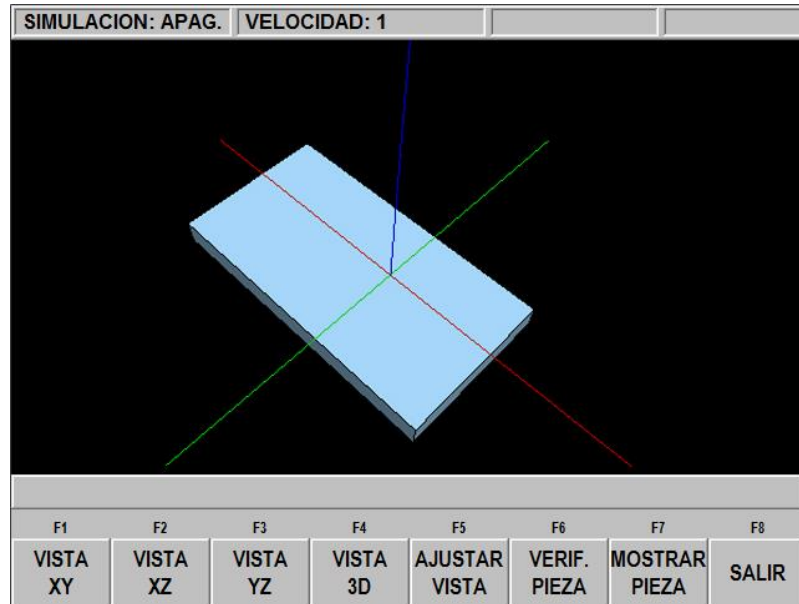 SIMULACION: APAG. VELOCIDAD: 1
F1 F2 F3 F4 F5 F6 F7 F8
VISTA XY VISTA XZ VISTA YZ VISTA 3D AJUSTAR VISTA VERIF. PIEZA MOSTRAR PIEZA SALIR